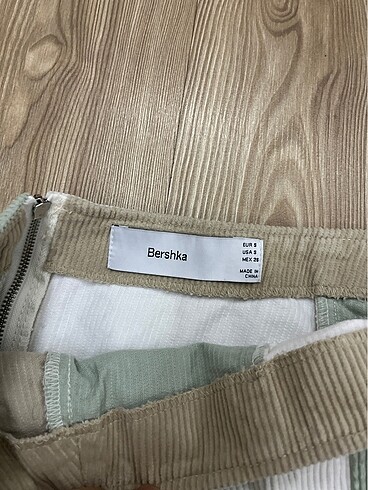 Bershka
EUR S
USA S
MEX 26
MADE IN
CHINA